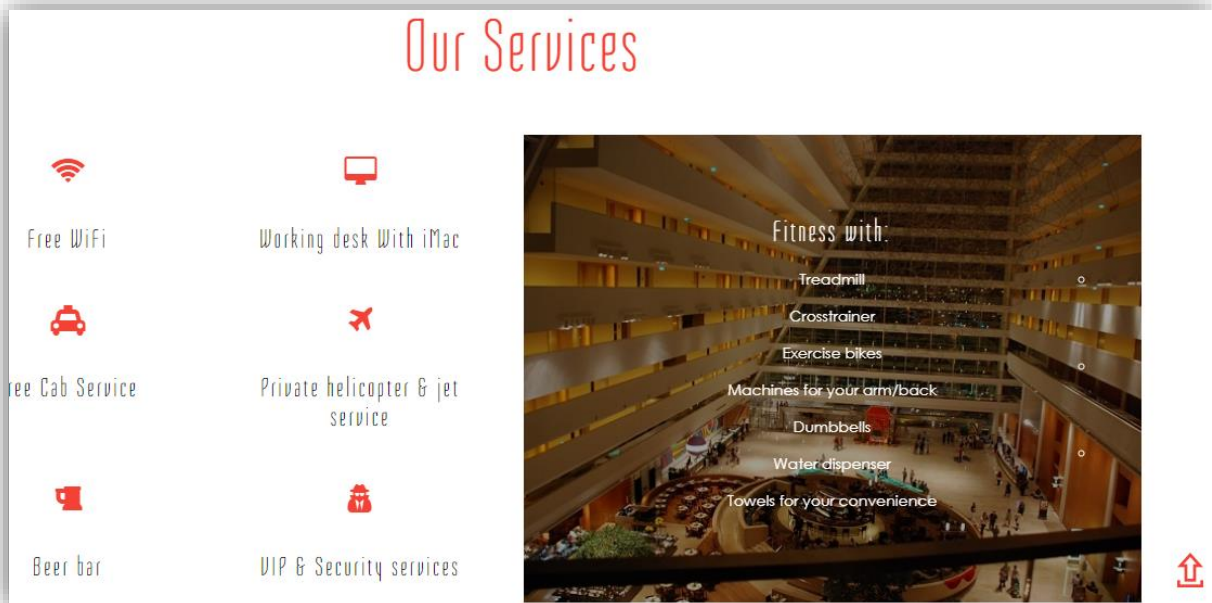 Our Services
Free WiFi
Working desk With iMac
ree Cab Service
Private helicopter & jet
service
Beer bar
VIP & Security services
Fitness with:
Treadmill
Crosstrainer
Exercise bikes
Machines for your arm/back
Dumbbells
Water dispenser
Towels for your convenience